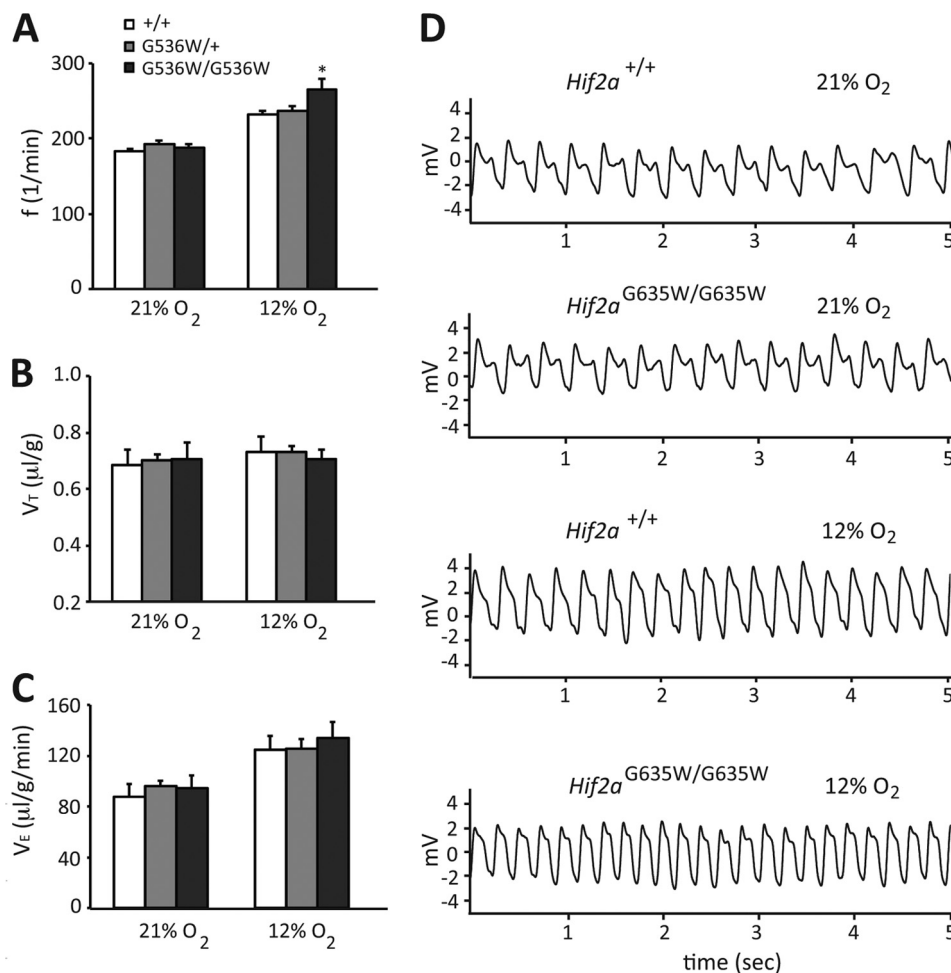 A
+/+
G536W/+
G536W/G536W
*
300
200
100
0
f (1/min)
21% O2
12% O2
B
1.0
0.8
0.6
0.4
0.2
VT (µl/g)
21% O2
12% O2
C
160
120
80
40
0
VE (µl/g/min)
21% O2
12% O2
D
Hif2a +/+ 21% O2
4
2
0
-2
-4
mV
1 2 3 4 5
Hif2a G635W/G635W 21% O2
4
2
0
-2
-4
mV
1 2 3 4 5
Hif2a +/+ 12% O2
4
2
0
-2
-4
mV
1 2 3 4 5
Hif2a G635W/G635W 12% O2
4
2
0
-2
-4
mV
1 2 3 4 5
time (sec)